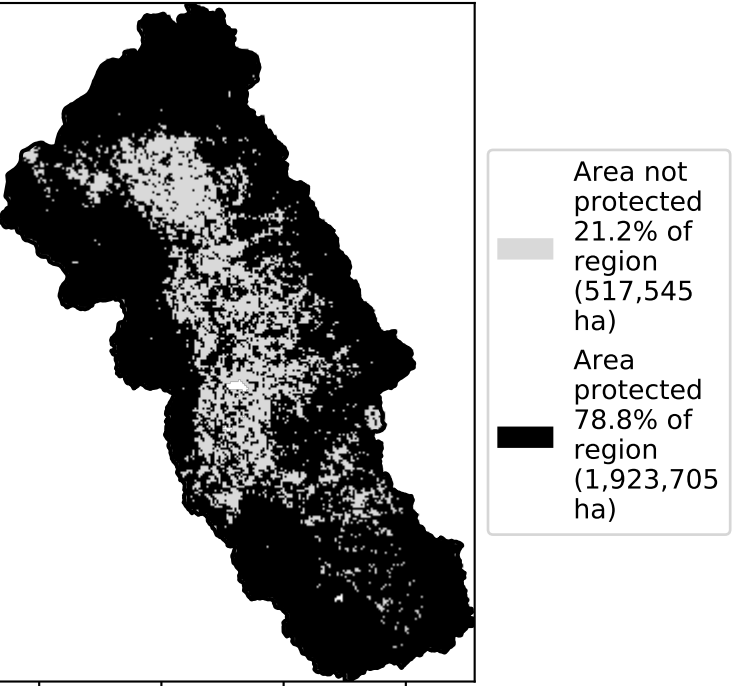 Area not
protected
21.2% of
region
(517,545
ha)
Area
protected
78.8% of
region
(1,923,705
ha)